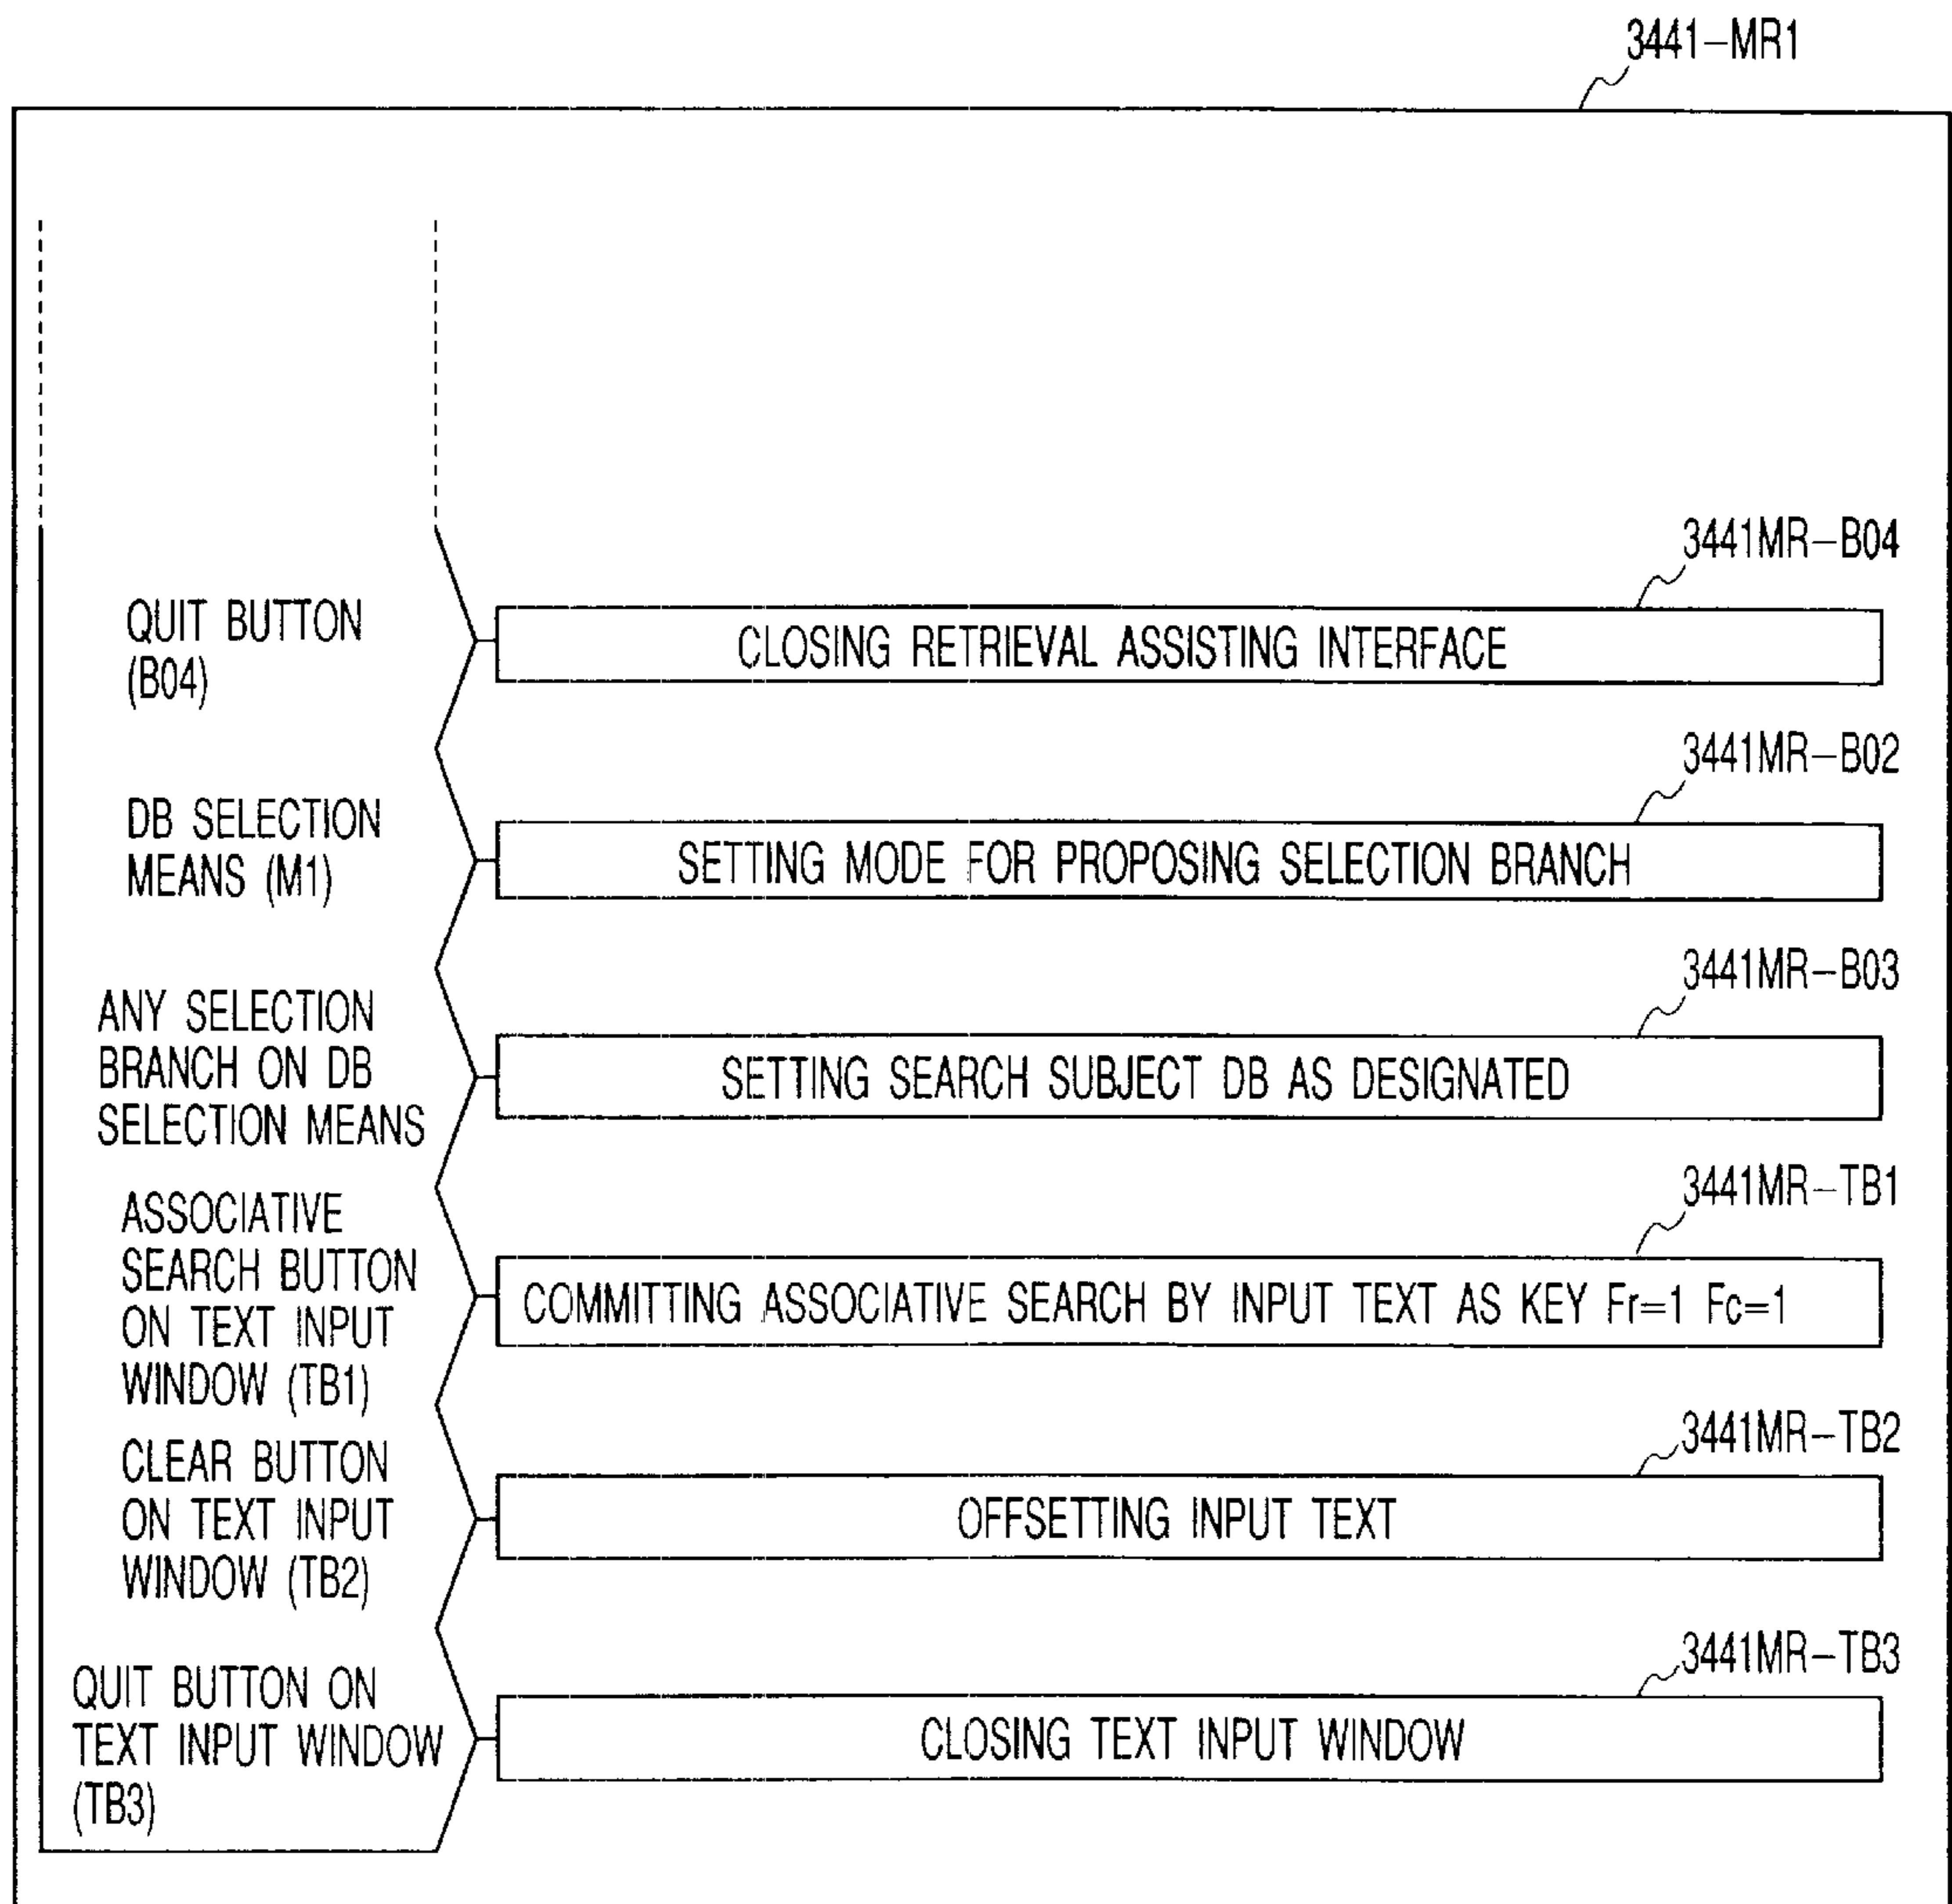 3441-MR1
3441MR-B04
QUIT BUTTON
(B04)
CLOSING RETRIEVAL ASSISTING INTERFACE
3441MR-B02
DB SELECTION
MEANS (M1)
SETTING MODE FOR PROPOSING SELECTION BRANCH
3441MR-B03
ANY SELECTION
BRANCH ON DB
SELECTION MEANS
SETTING SEARCH SUBJECT DB AS DESIGNATED
3441MR-TB1
ASSOCIATIVE
SEARCH BUTTON
ON TEXT INPUT
WINDOW (TB1)
COMMITTING ASSOCIATIVE SEARCH BY INPUT TEXT AS KEY Fr=1 Fc=1
3441MR-TB2
CLEAR BUTTON
ON TEXT INPUT
WINDOW (TB2)
OFFSETTING INPUT TEXT
3441MR-TB3
QUIT BUTTON ON
TEXT INPUT WINDOW
(TB3)
CLOSING TEXT INPUT WINDOW